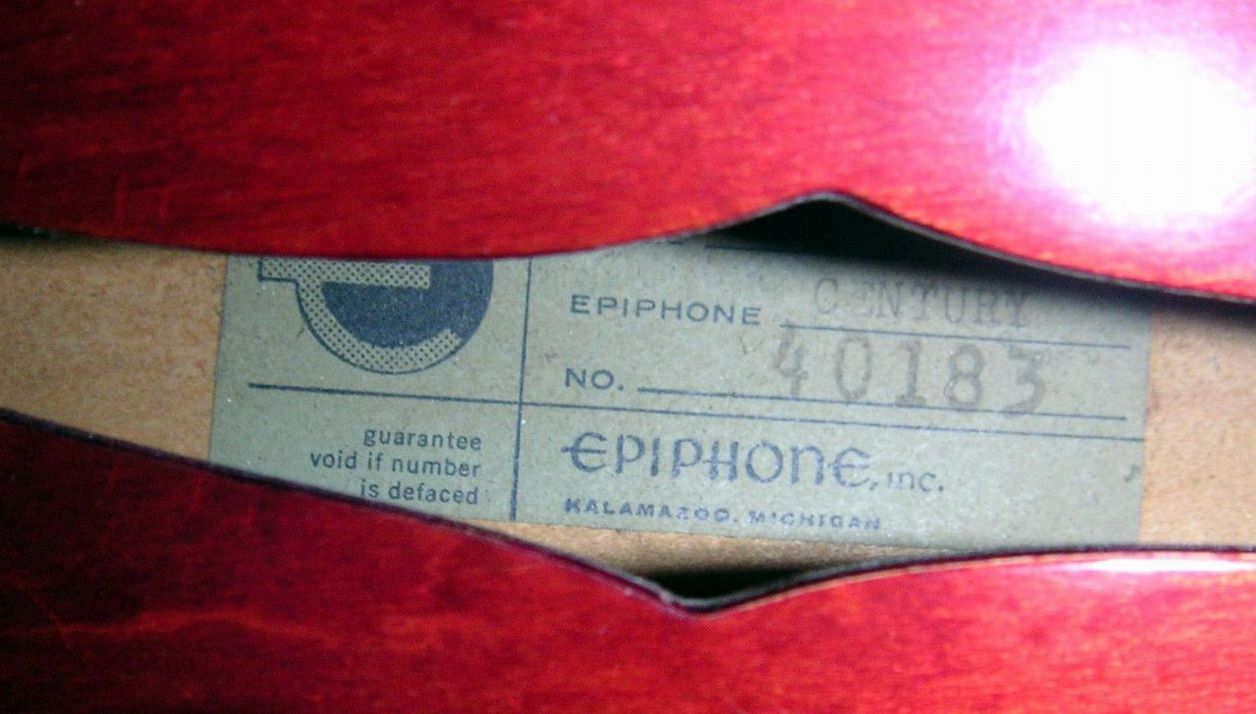 EPIPHONE CENTURY
NO. 40183
guarantee
void if number
is defaced
EPIPHONE, INC.
KALAMAZOO, MICHIGAN